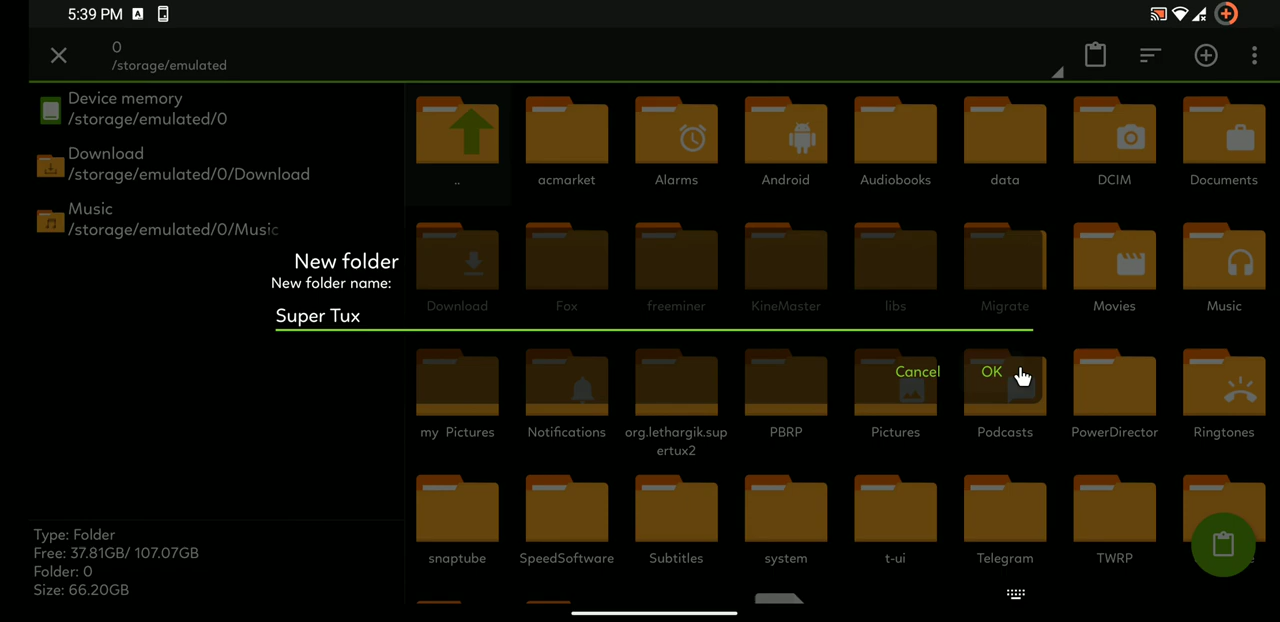 5:39 PM
0
/storage/emulated
Device memory
/storage/emulated/0
Download
/storage/emulated/0/Download
Music
/storage/emulated/0/Music
..
acmarket
Alarms
Android
Audiobooks
data
DCIM
Documents
New folder
New folder name:
Super Tux
Cancel
OK
Download
Fox
freeminer
KineMaster
libs
Migrate
Movies
Music
my Pictures
Notifications
org.lethargik.sup
ertux2
PBRP
Pictures
Podcasts
PowerDirector
Ringtones
snaptube
SpeedSoftware
Subtitles
system
t-ui
Telegram
TWRP
Type: Folder
Free: 37.81GB/ 107.07GB
Folder: 0
Size: 66.20GB